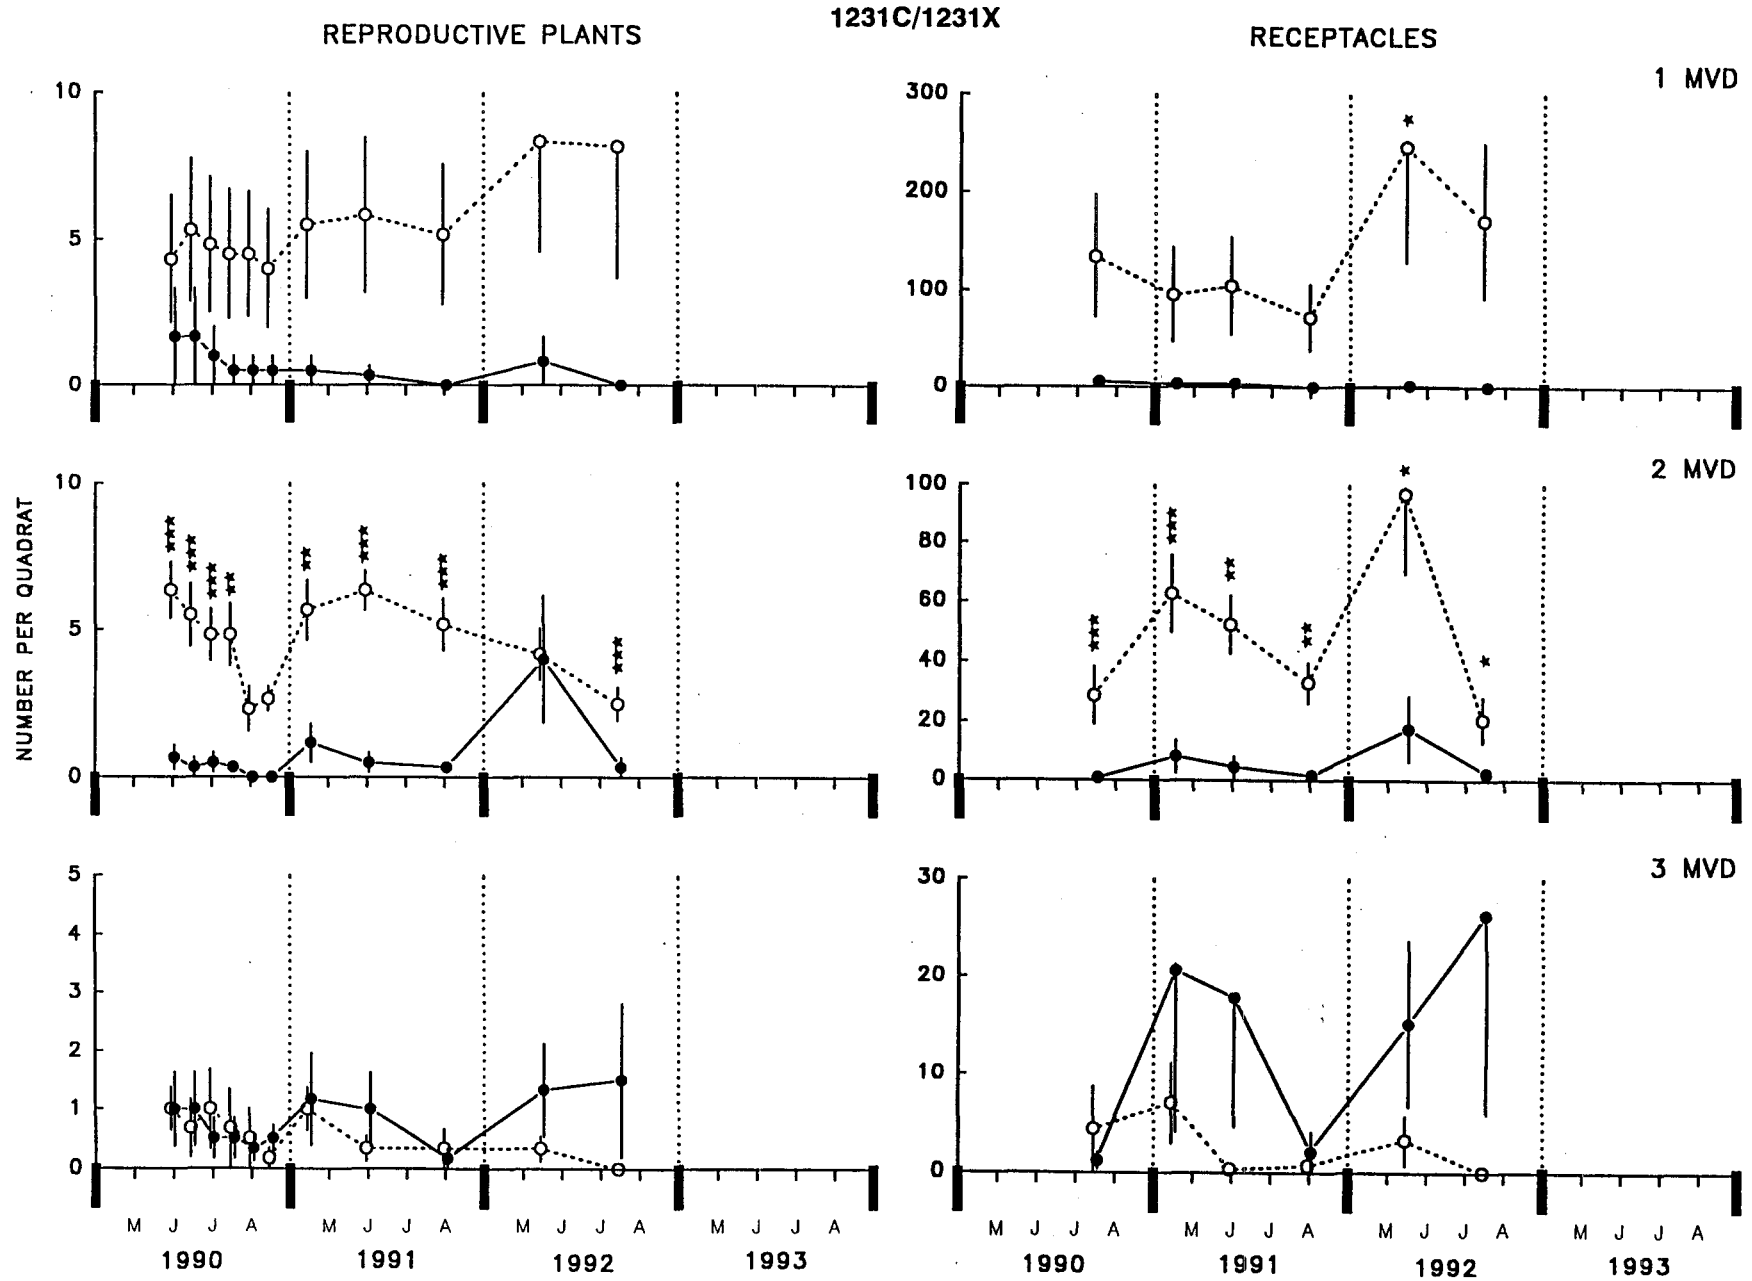 1231C/1231X
REPRODUCTIVE PLANTS
RECEPTACLES
1 MVD
10
5
0
300
200
100
0
2 MVD
NUMBER PER QUADRAT
10
5
0
100
80
60
40
20
0
*** *** *** ** ** *** *** ***
*** *** ** ** * *
3 MVD
5
4
3
2
1
0
30
20
10
0
M J J A M J J A M J J A M J J A
1990 1991 1992 1993
M J J A M J J A M J J A M J J A
1990 1991 1992 1993